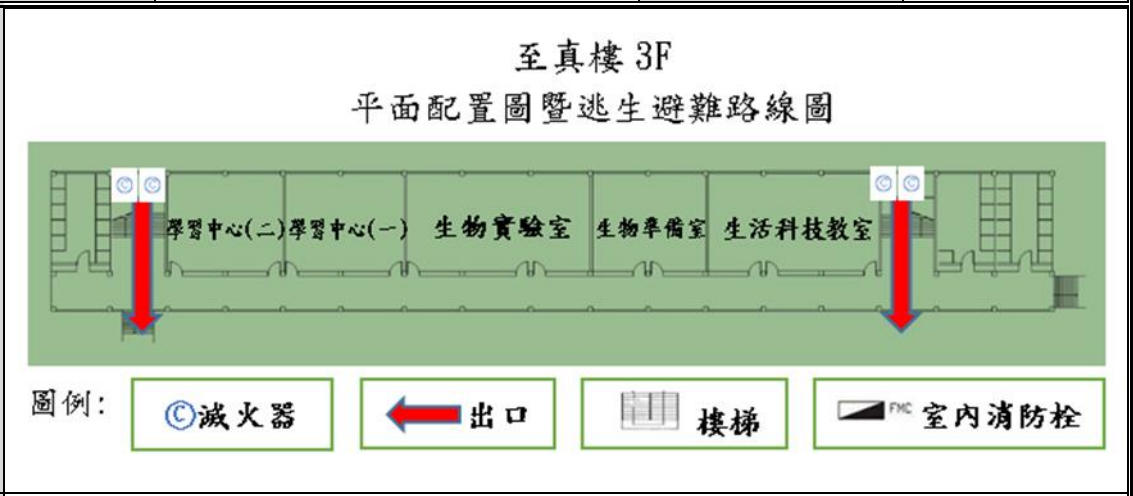 至真樓 3F
平面配置圖暨逃生避難路線圖
Ⓒ Ⓒ Ⓒ Ⓒ
學習中心(二) 學習中心(一) 生物實驗室 生物準備室 生活科技教室
圖例: Ⓒ滅火器 出口 樓梯 FMC 室內消防栓